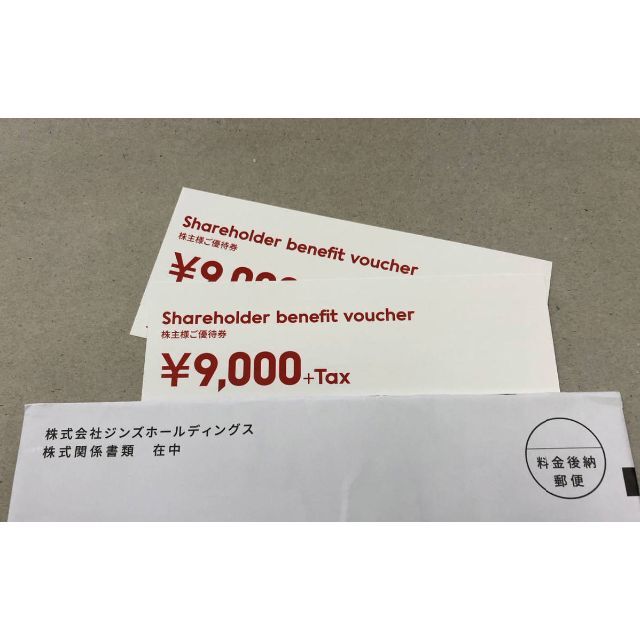 Shareholder benefit voucher
株主様ご優待券
¥9,000
Shareholder benefit voucher
株主様ご優待券
¥9,000+Tax
株式会社ジンズホールディングス
株式関係書類 在中
料金後納
郵便